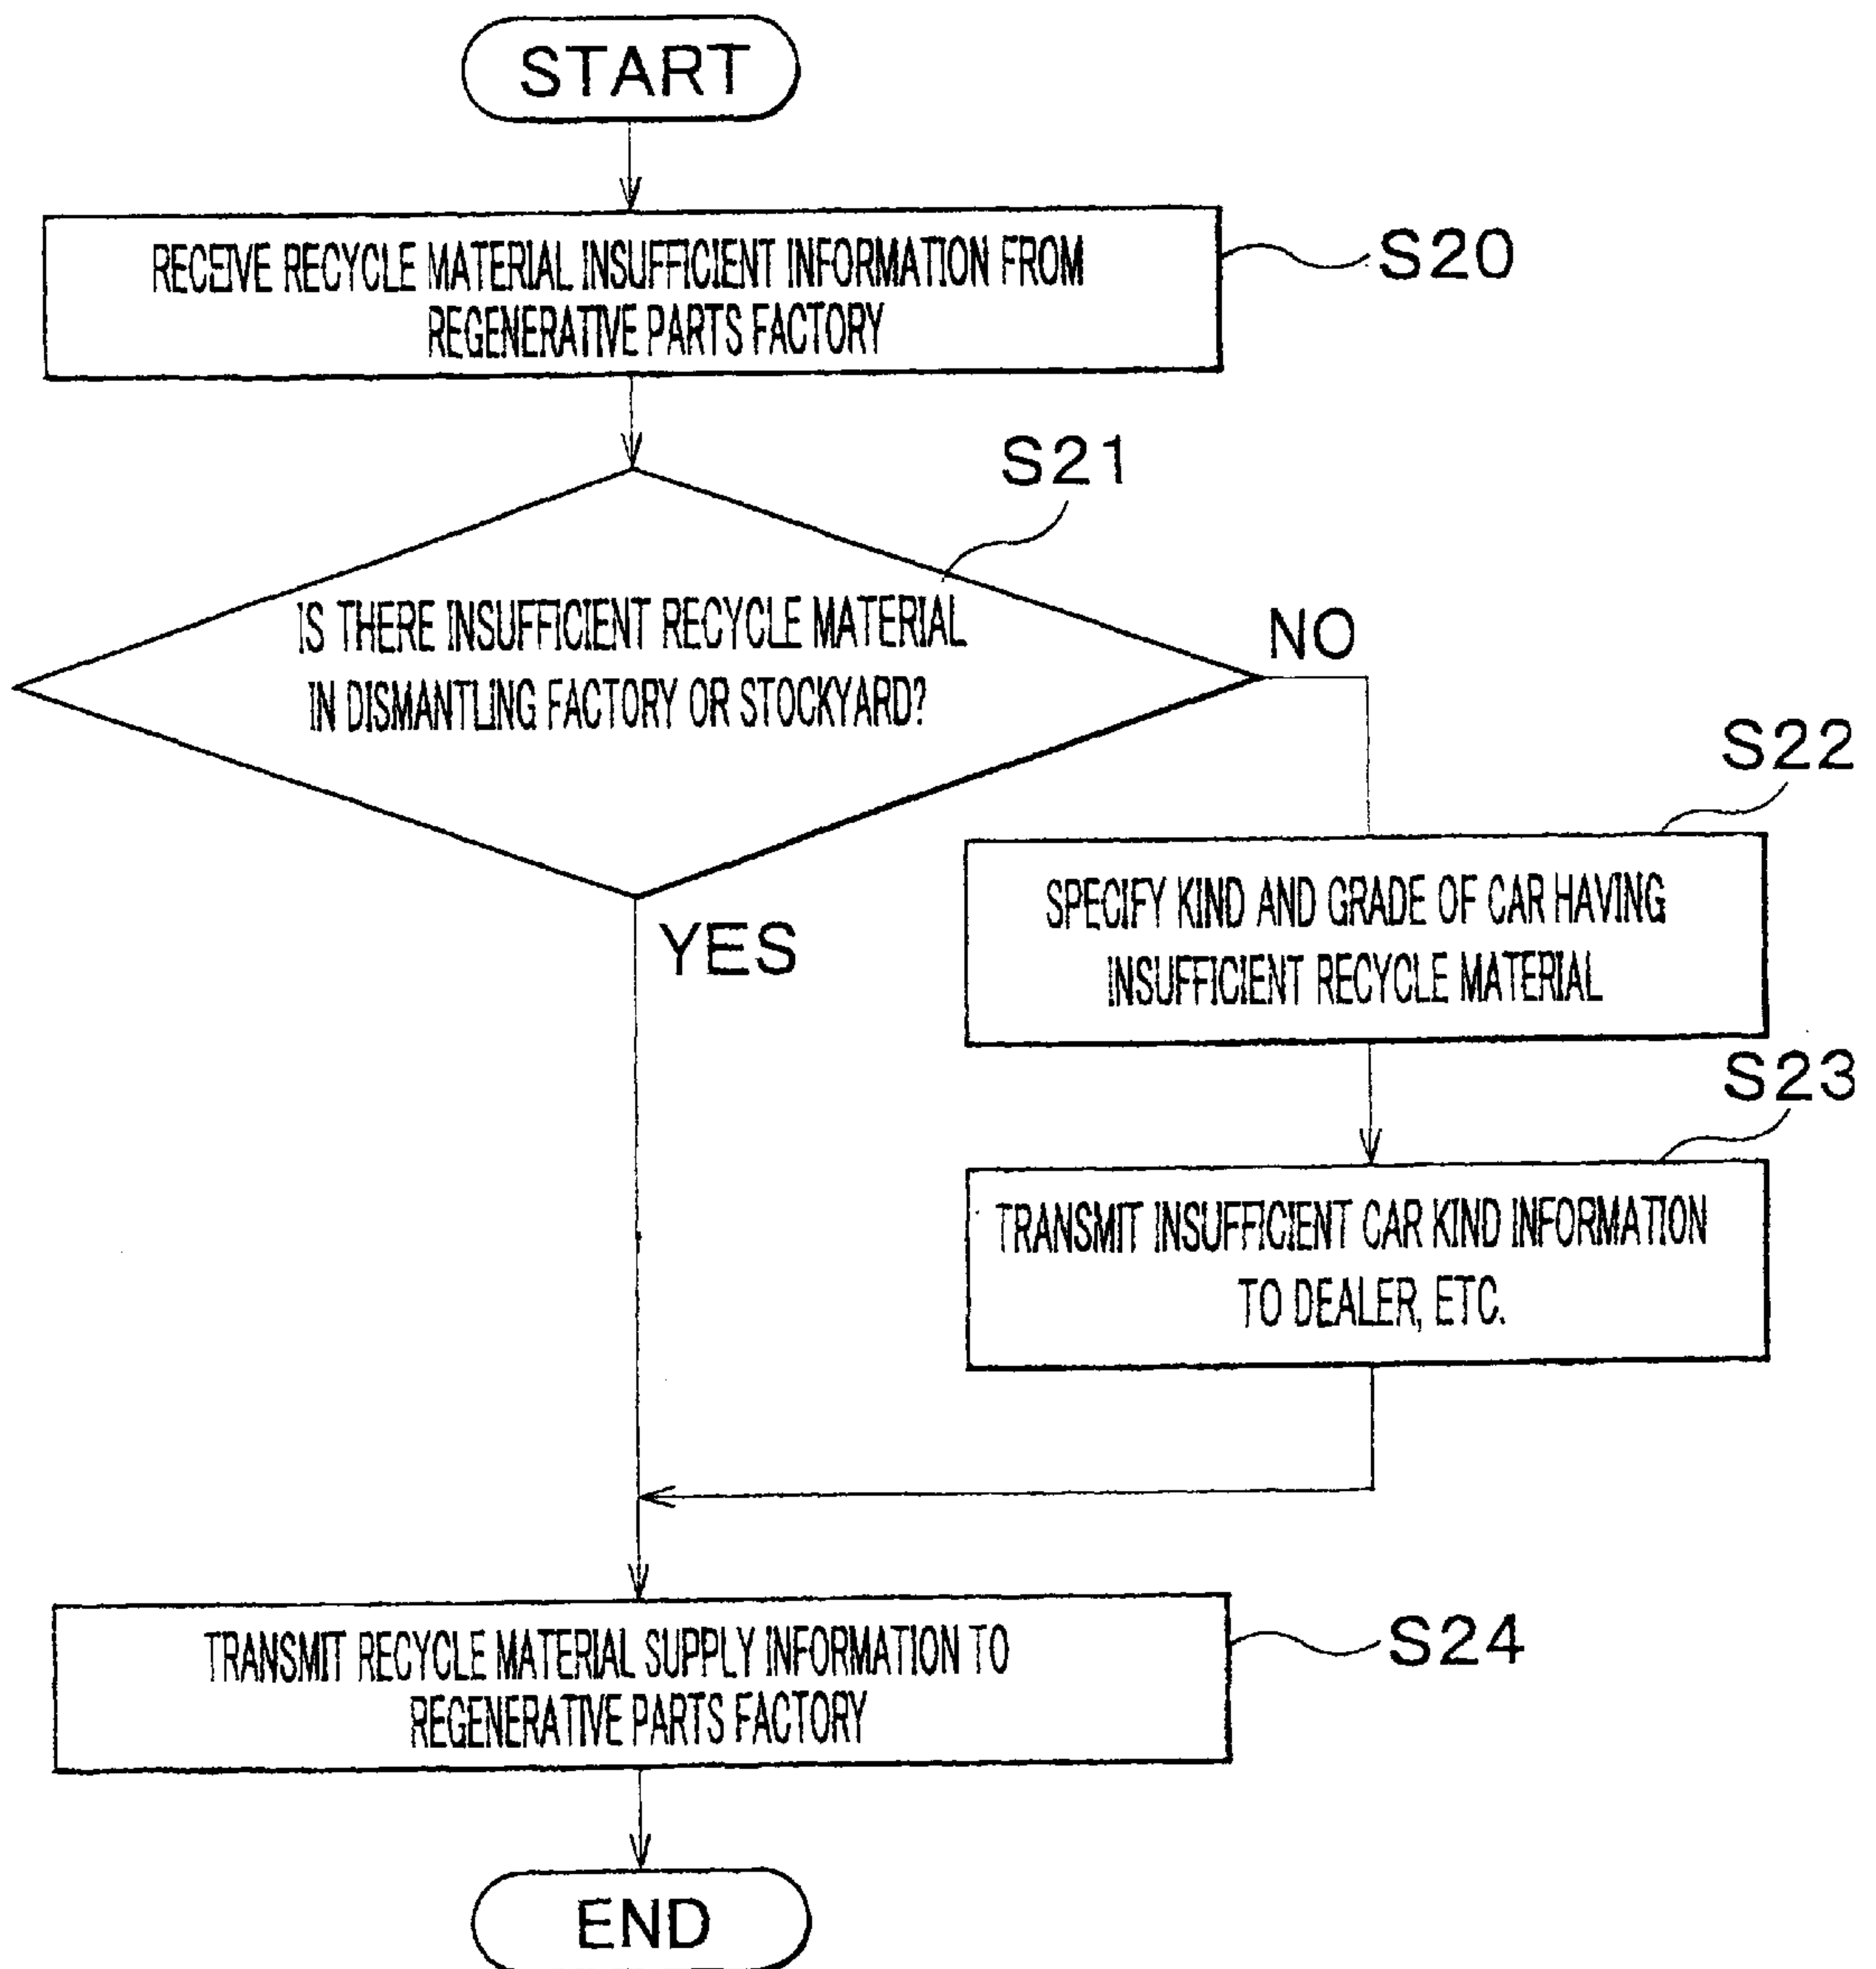 START
RECEIVE RECYCLE MATERIAL INSUFFICIENT INFORMATION FROM
REGENERATIVE PARTS FACTORY
S20
S21
IS THERE INSUFFICIENT RECYCLE MATERIAL
IN DISMANTLING FACTORY OR STOCKYARD?
NO
YES
S22
SPECIFY KIND AND GRADE OF CAR HAVING
INSUFFICIENT RECYCLE MATERIAL
S23
TRANSMIT INSUFFICIENT CAR KIND INFORMATION
TO DEALER, ETC.
TRANSMIT RECYCLE MATERIAL SUPPLY INFORMATION TO
REGENERATIVE PARTS FACTORY
S24
END